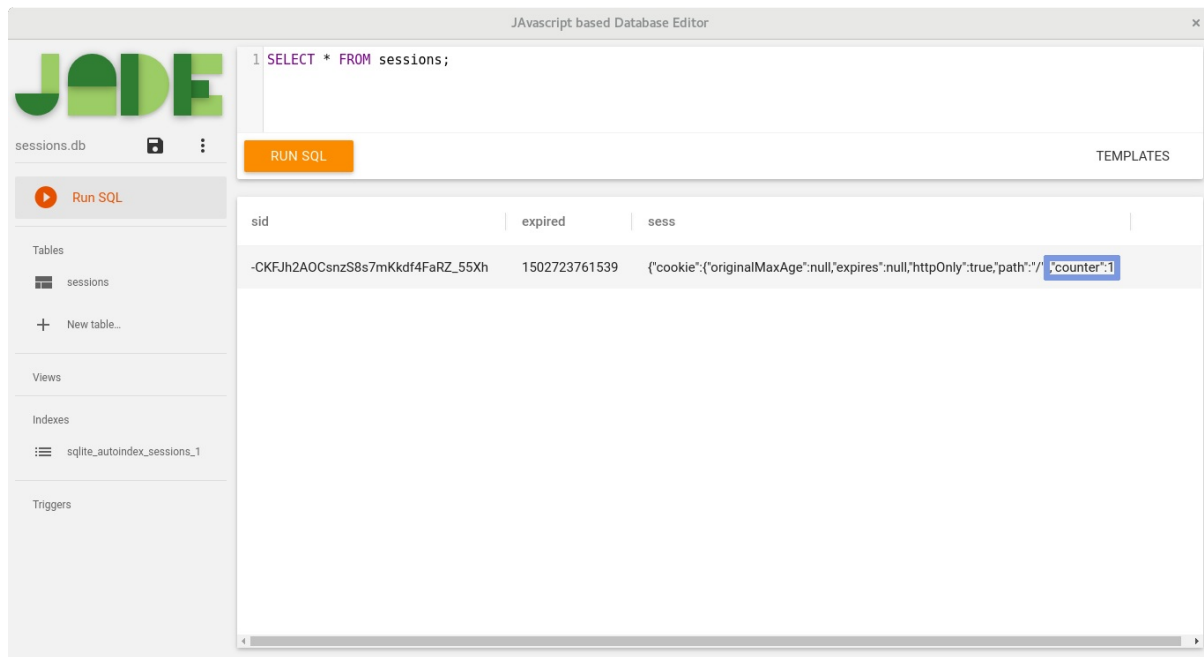 JAvascript based Database Editor
×
JADE
sessions.db
Run SQL
Tables
sessions
New table…
Views
Indexes
sqlite_autoindex_sessions_1
Triggers
1 SELECT * FROM sessions;
RUN SQL
TEMPLATES
sid expired sess
-CKFJh2AOCsnzS8s7mKkdf4FaRZ_55Xh 1502723761539 {"cookie":{"originalMaxAge":null,"expires":null,"httpOnly":true,"path":"/" ,"counter":1